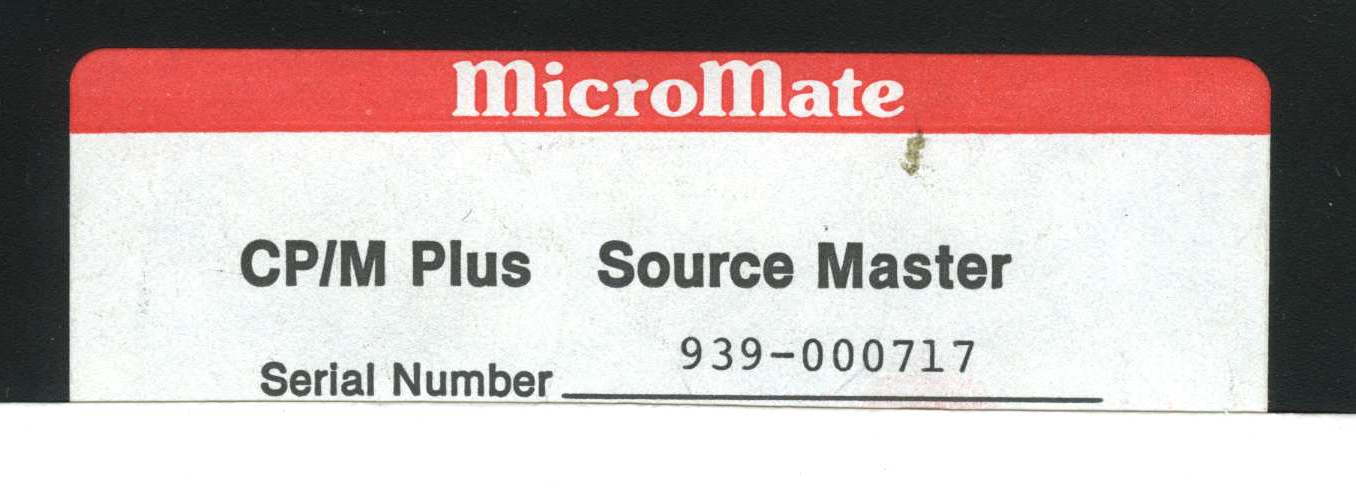 MicroMate
CP/M Plus Source Master
939-000717
Serial Number